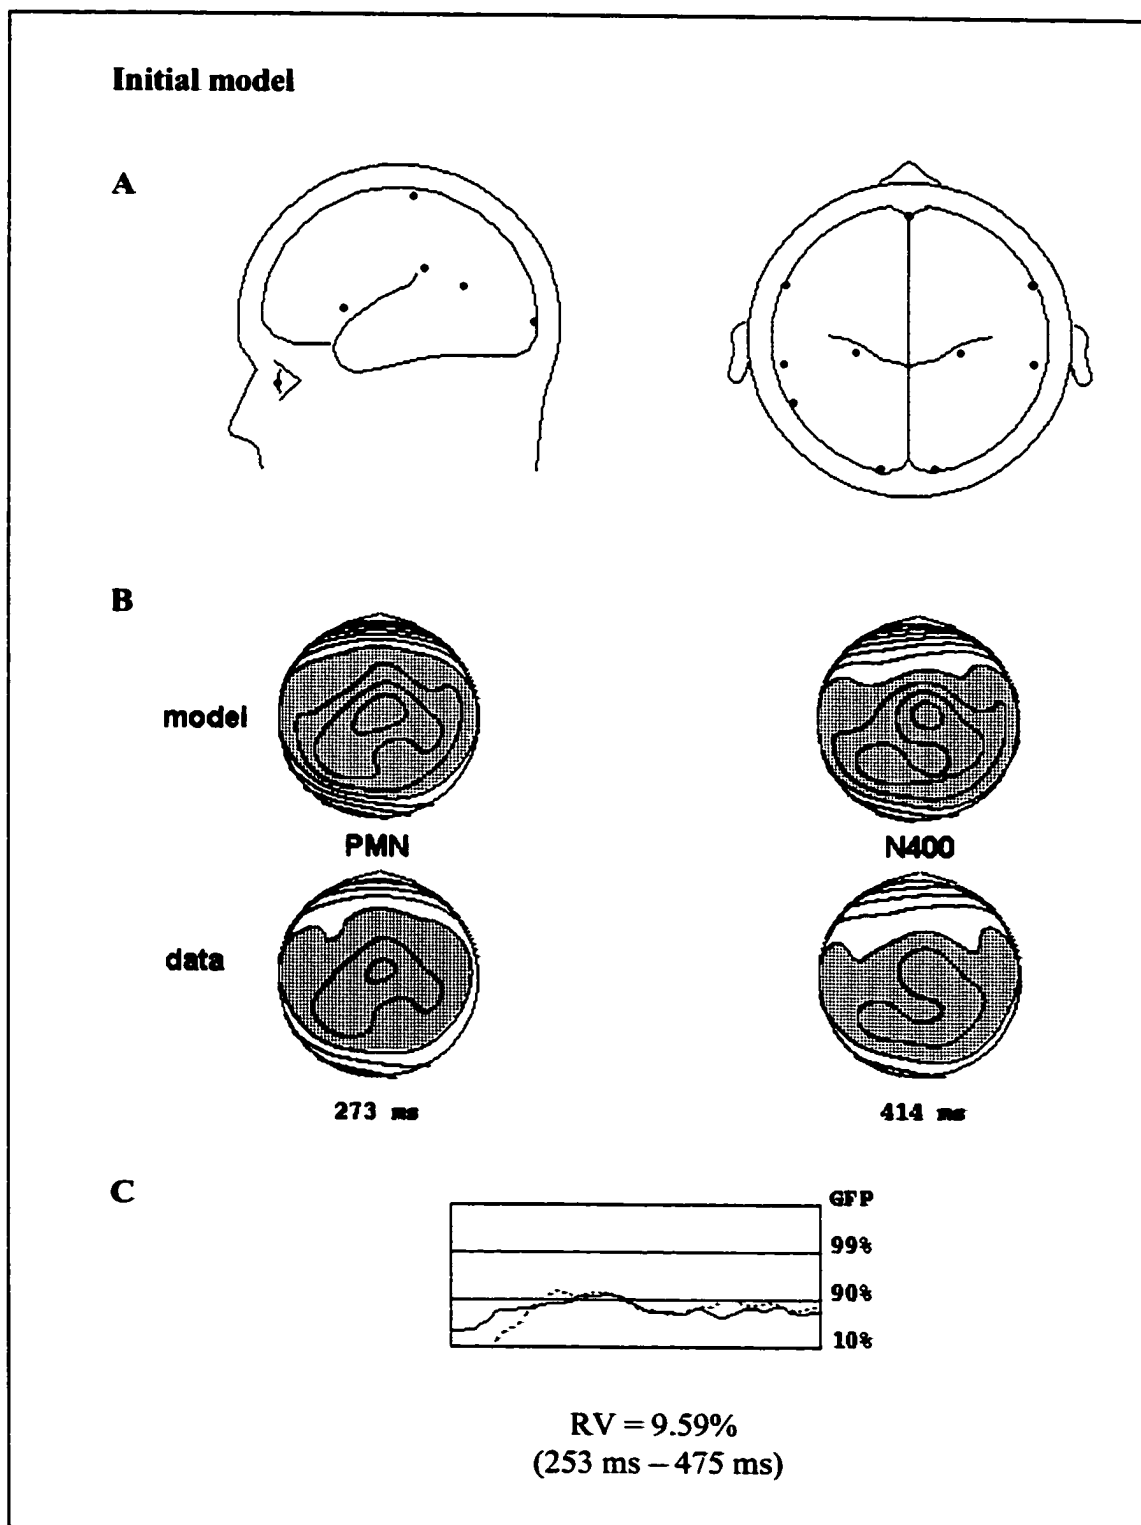 Initial model
A
B
model
PMN
N400
data
273 ms
414 ms
C
GFP
99%
90%
10%
RV = 9.59%
(253 ms – 475 ms)